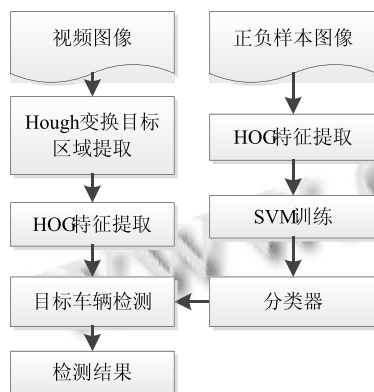 视频图像
正负样本图像
Hough变换目标
区域提取
HOG特征提取
HOG特征提取
SVM训练
目标车辆检测
分类器
检测结果